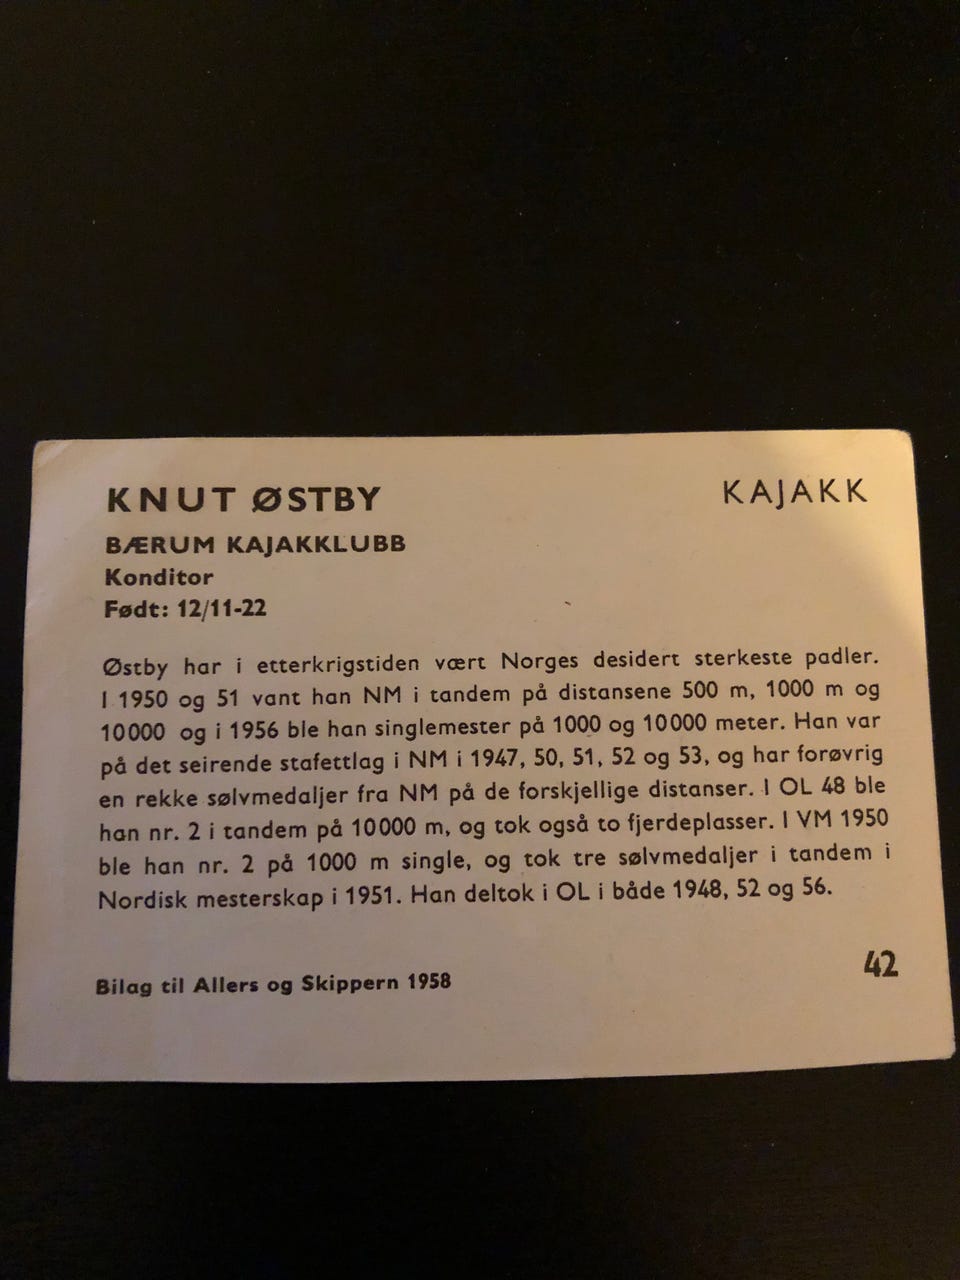 KNUT ØSTBY
KAJAKK
BÆRUM KAJAKKLUBB
Konditor
Født: 12/11-22
Østby har i etterkrigstiden vært Norges desidert sterkeste padler.
I 1950 og 51 vant han NM i tandem på distansene 500 m, 1000 m og
10000 og i 1956 ble han singlemester på 1000 og 10000 meter. Han var
på det seirende stafettlag i NM i 1947, 50, 51, 52 og 53, og har forøvrig
en rekke sølvmedaljer fra NM på de forskjellige distanser. I OL 48 ble
han nr. 2 i tandem på 10000 m, og tok også to fjerdeplasser. I VM 1950
ble han nr. 2 på 1000 m single, og tok tre sølvmedaljer i tandem i
Nordisk mesterskap i 1951. Han deltok i OL i både 1948, 52 og 56.
42
Bilag til Allers og Skippern 1958